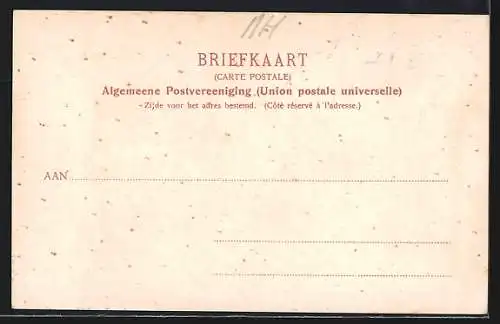 BRIEFKAART
(CARTE POSTALE)
Algemeene Postvereeniging (Union postale universelle)
- Zijde voor het adres bestemd. (Côté réservé à l'adresse.)
AAN